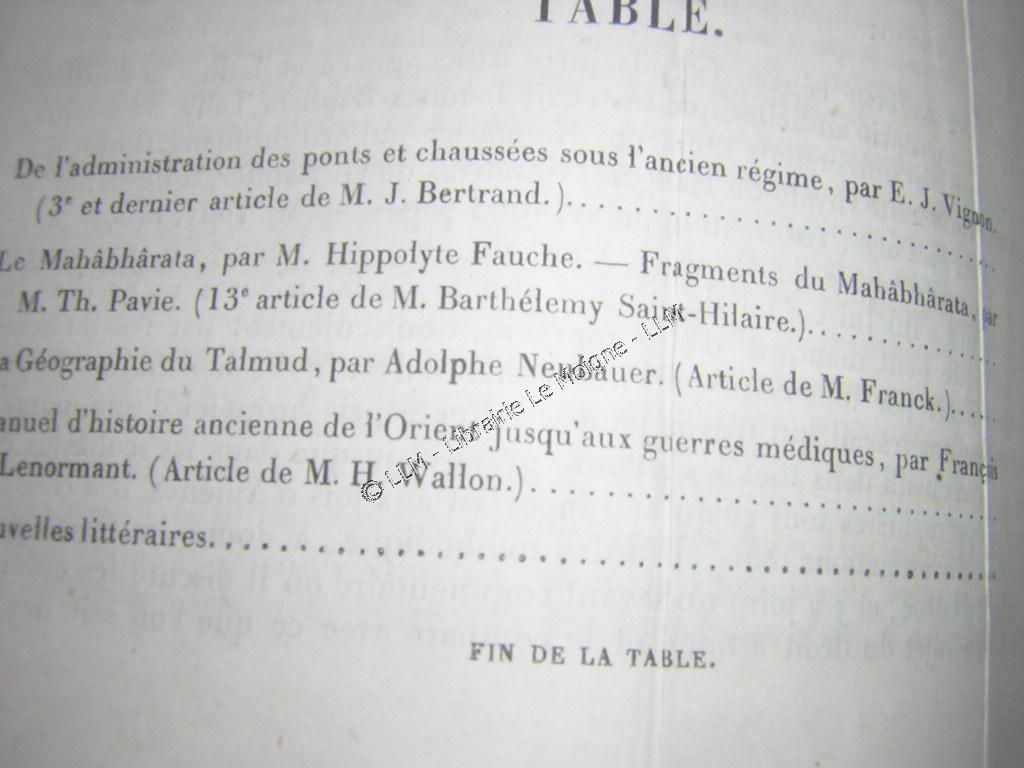 TABLE.
De l'administration des ponts et chaussées sous l'ancien régime, par E. J. Vignon.
(3e et dernier article de M. J. Bertrand.)........................
Le Mahâbhârata, par M. Hippolyte Fauche. — Fragments du Mahâbhârata, par
M. Th. Pavie. (13e article de M. Barthélemy Saint-Hilaire.)............
a Géographie du Talmud, par Adolphe Neubauer. (Article de M. Franck.).....
anuel d'histoire ancienne de l'Orient jusqu'aux guerres médiques, par François
Lenormant. (Article de M. H. Wallon.)..........................
uvelles littéraires..........................................
FIN DE LA TABLE.
© LLM - Librairie Le Moigne - LLM